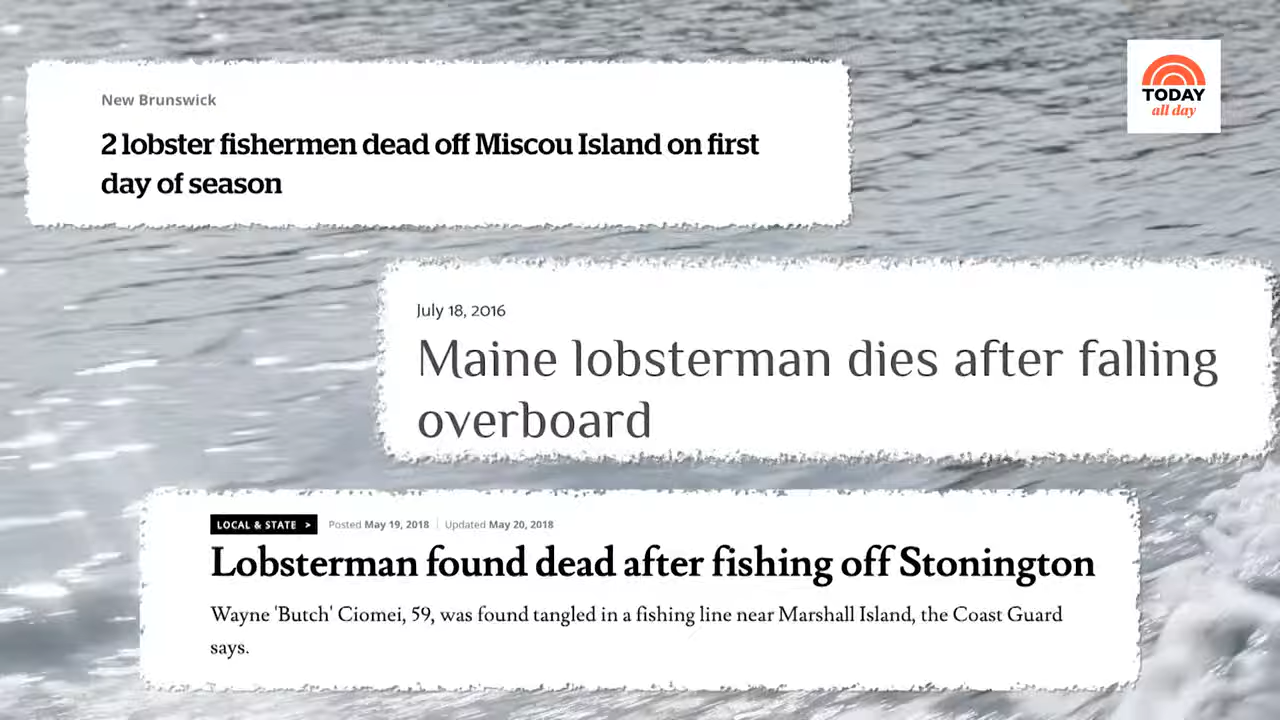 TODAY
all day
New Brunswick
2 lobster fishermen dead off Miscou Island on first
day of season
July 18, 2016
Maine lobsterman dies after falling
overboard
LOCAL & STATE > Posted May 19, 2018 | Updated May 20, 2018
Lobsterman found dead after fishing off Stonington
Wayne 'Butch' Ciomei, 59, was found tangled in a fishing line near Marshall Island, the Coast Guard
says.